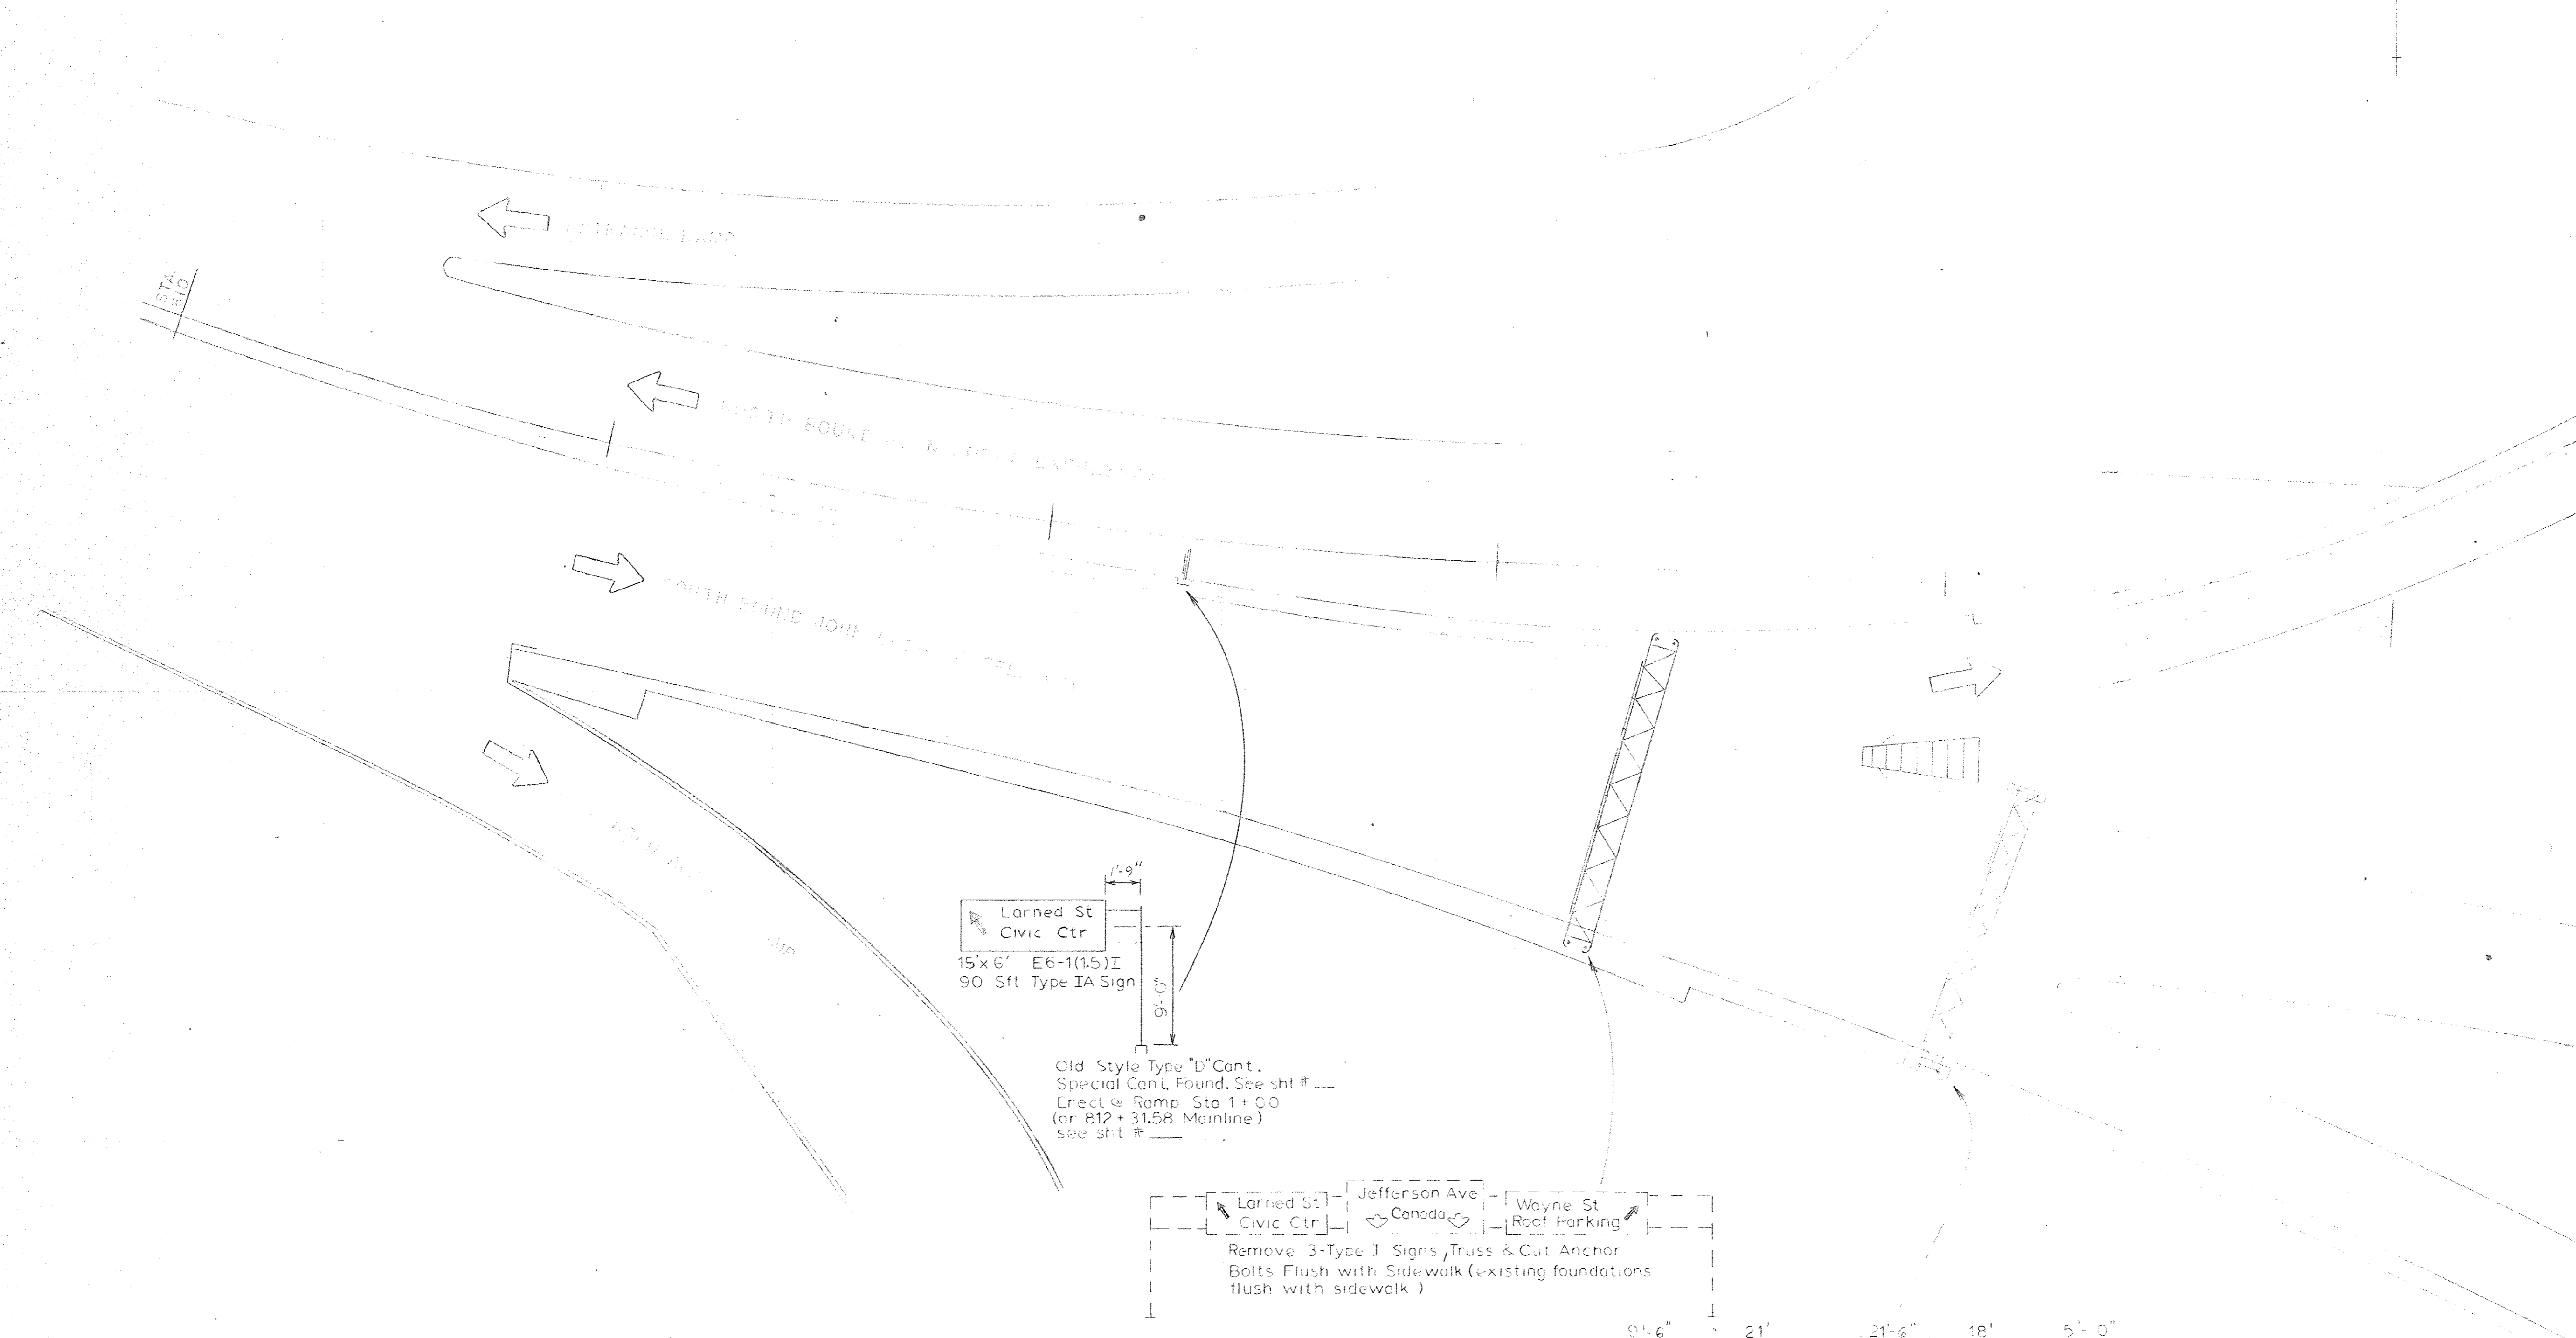 STA.
810
BOUND
BOUND JOHN
1'-9"
Larned St
Civic Ctr
15'x 6' E6-1(1.5)I
90 Sft Type IA Sign
9'-0"
Old Style Type "D" Cant.
Special Cant. Found. See sht # __
Erect @ Ramp Sta 1 + 00
(or 812 + 31.58 Mainline)
see sht # ___
Larned St
Civic Ctr
Jefferson Ave
Canada
Wayne St
Roof Parking
Remove 3-Type I Signs, Truss & Cut Anchor
Bolts Flush with Sidewalk (existing foundations
flush with sidewalk)
9'-6" 21' 21'-6" 18' 5'-0"